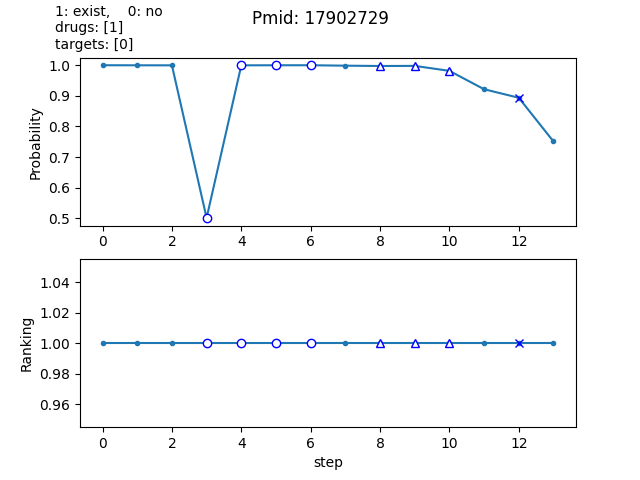 1: exist,    0: no
drugs: [1]
targets: [0]
Pmid: 17902729
1.0
0.9
0.8
0.7
0.6
0.5
Probability
0 2 4 6 8 10 12
1.04
1.02
1.00
0.98
0.96
Ranking
0 2 4 6 8 10 12
step